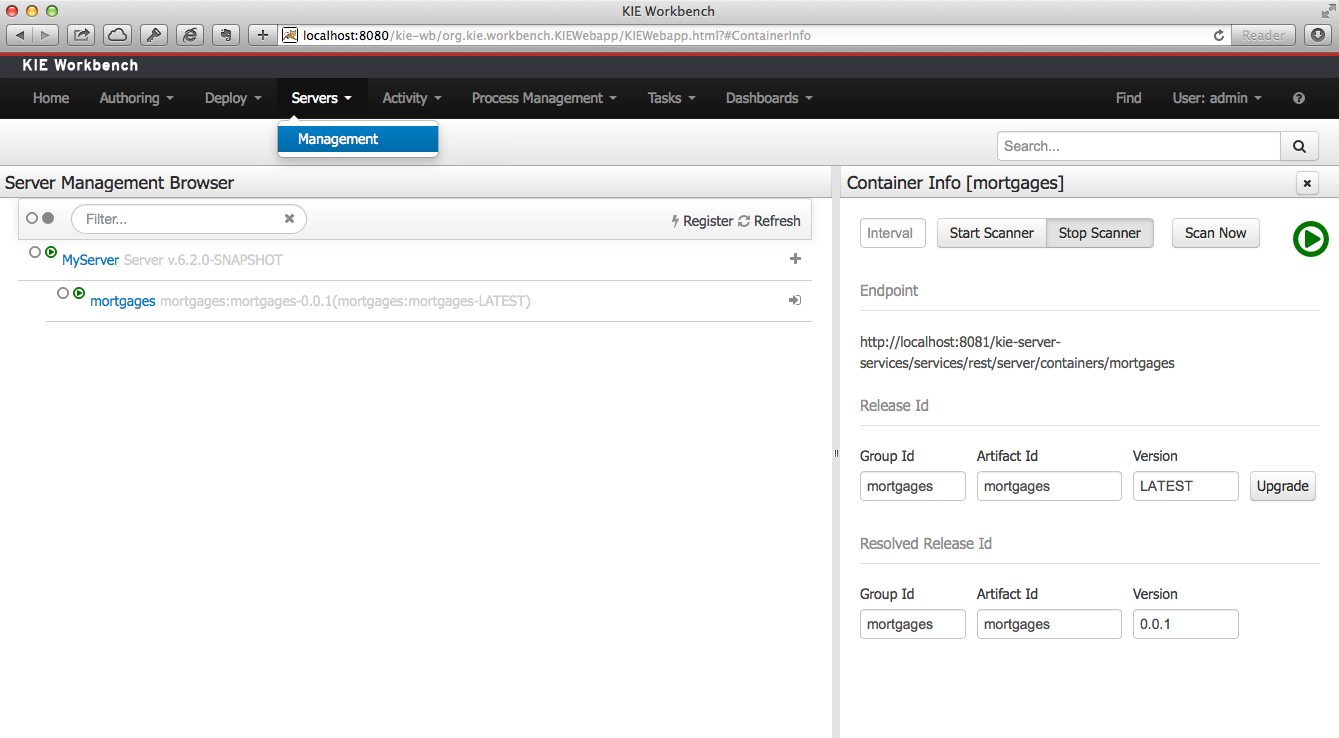 KIE Workbench
localhost:8080/kie-wb/org.kie.workbench.KIEWebapp/KIEWebapp.html?#ContainerInfo
Reader
KIE Workbench
Home Authoring Deploy Servers Activity Process Management Tasks Dashboards Find User: admin
Management
Search...
Server Management Browser
Filter...
Register Refresh
MyServer Server v.6.2.0-SNAPSHOT
mortgages mortgages:mortgages-0.0.1(mortgages:mortgages-LATEST)
Container Info [mortgages]
Interval Start Scanner Stop Scanner Scan Now
Endpoint
http://localhost:8081/kie-server-
services/services/rest/server/containers/mortgages
Release Id
Group Id Artifact Id Version
mortgages mortgages LATEST Upgrade
Resolved Release Id
Group Id Artifact Id Version
mortgages mortgages 0.0.1